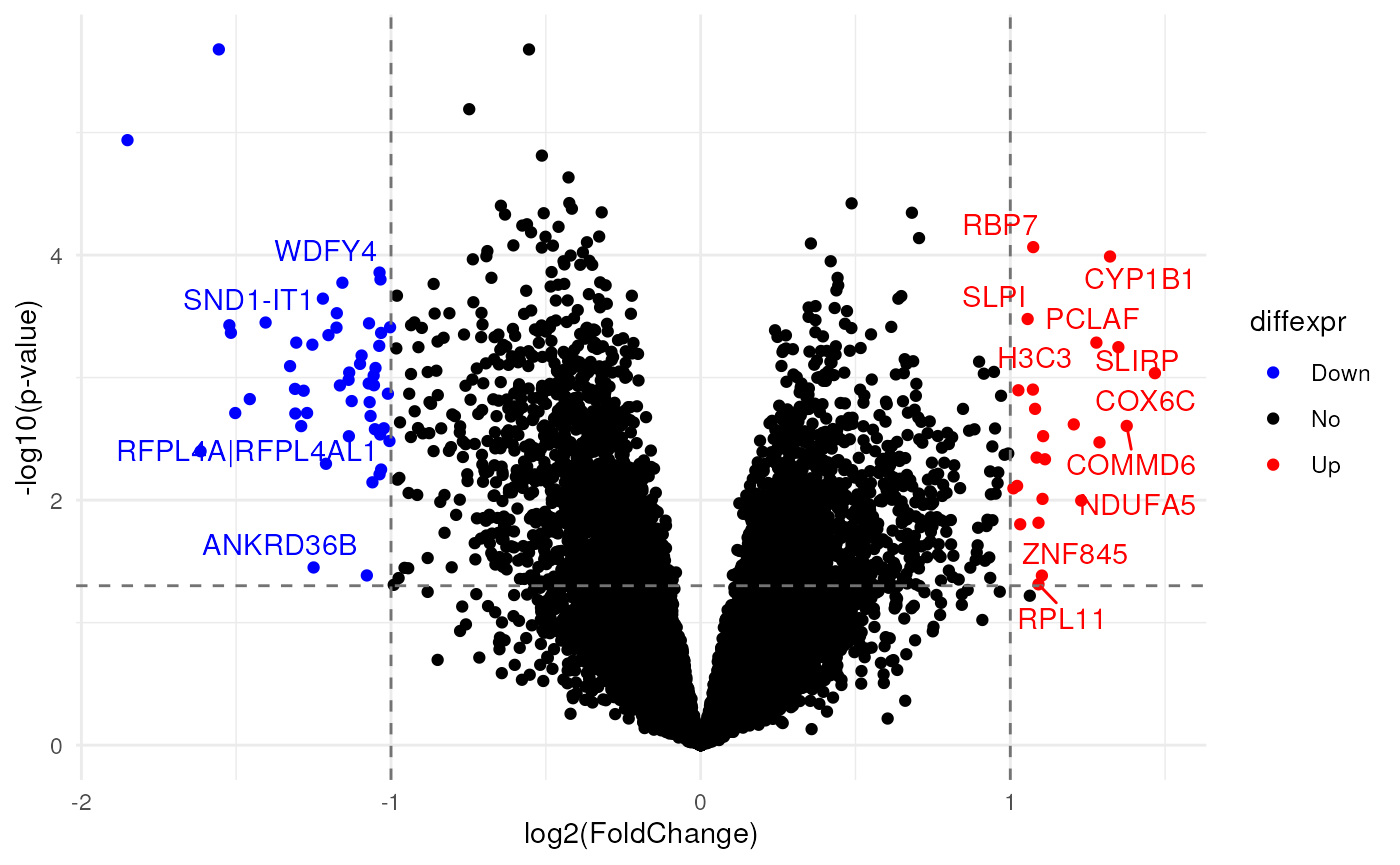 -log10(p-value)
4
2
0
-2
-1
0
1
log2(FoldChange)
WDFY4
SND1-IT1
RFPL4A|RFPL4AL1
ANKRD36B
RBP7
CYP1B1
SLPI
PCLAF
H3C3
SLIRP
COX6C
COMMD6
NDUFA5
ZNF845
RPL11
diffexpr
Down
No
Up